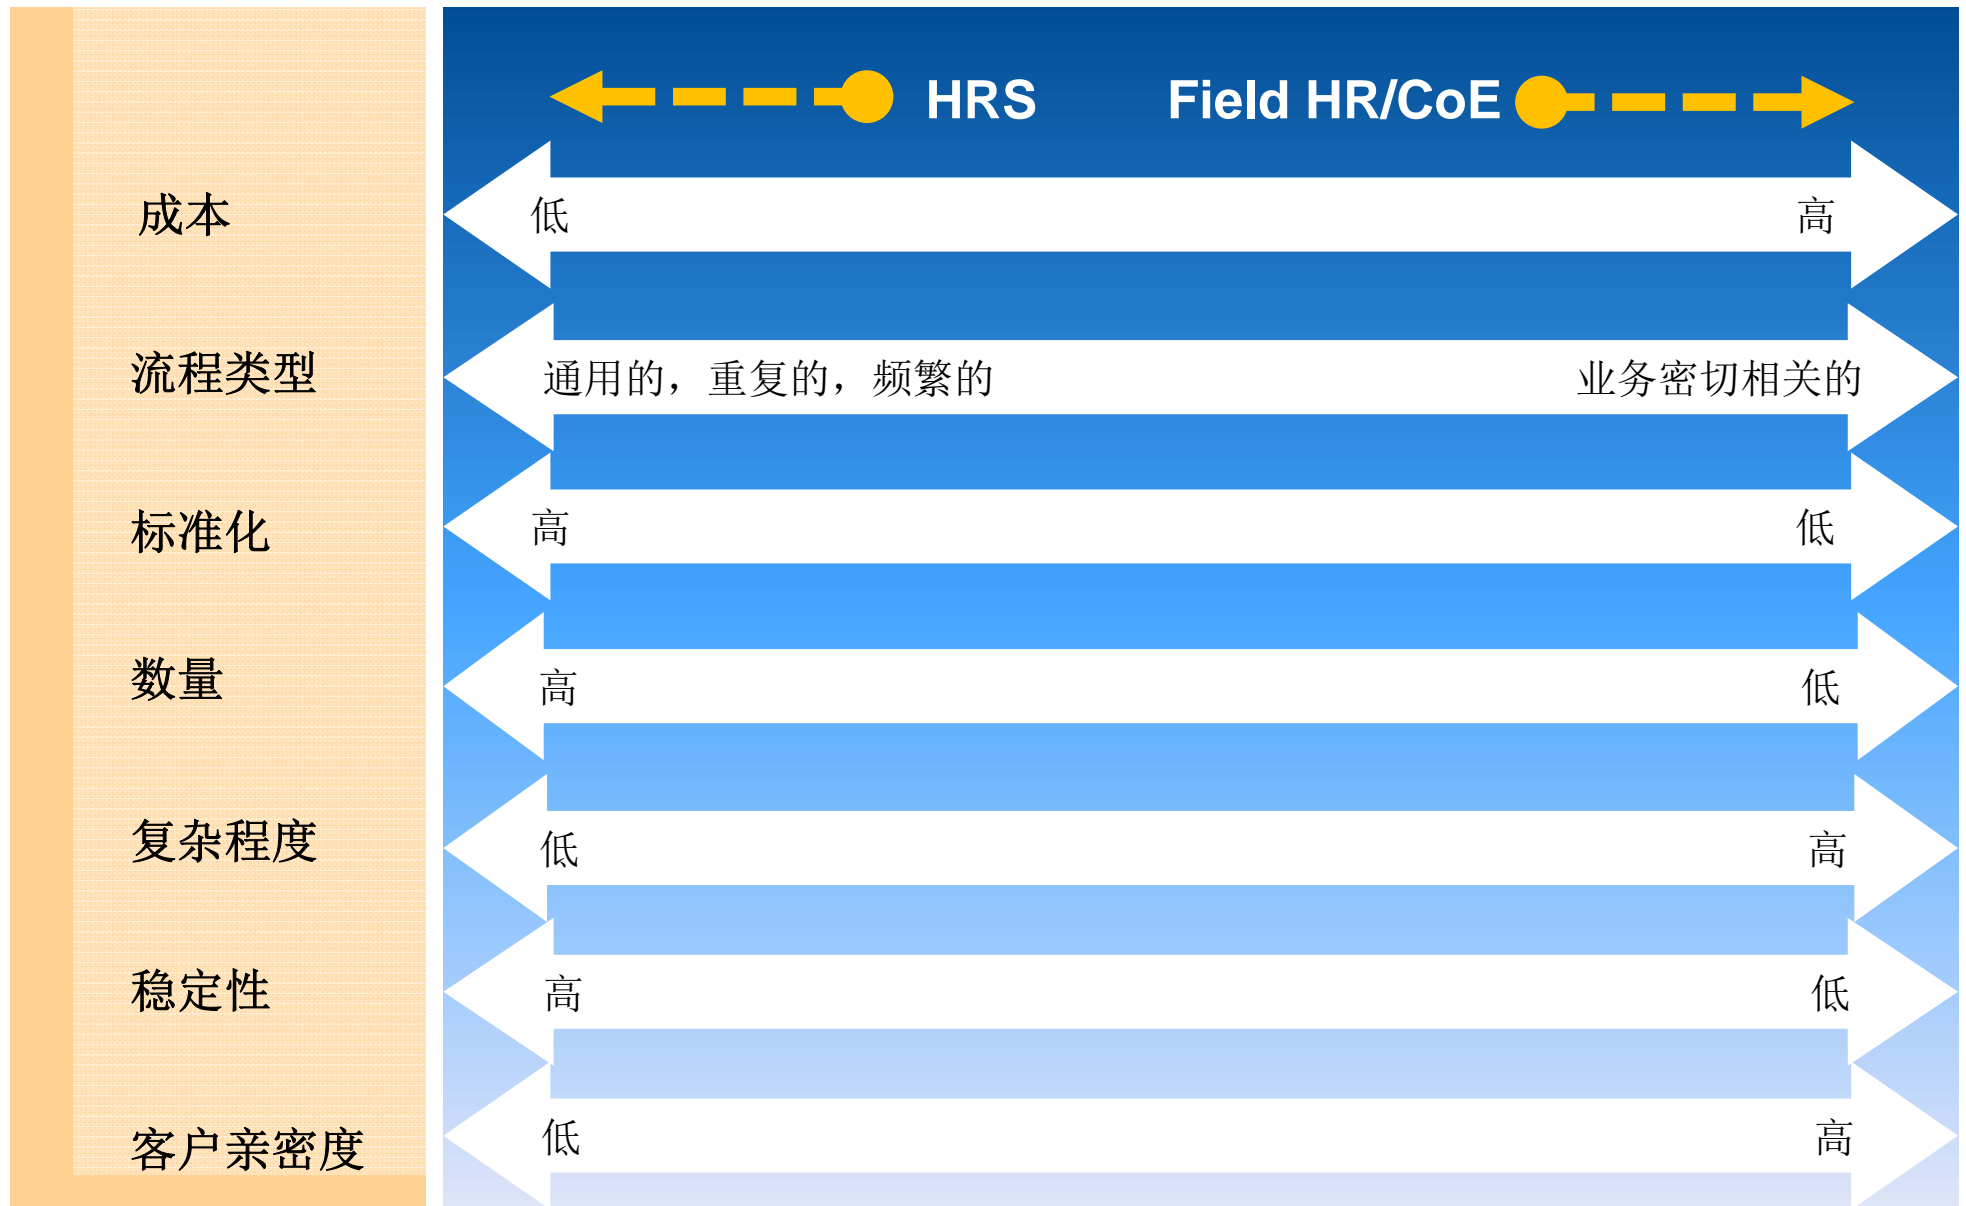 HRS Field HR/CoE
成本 低 高
流程类型 通用的，重复的，频繁的 业务密切相关的
标准化 高 低
数量 高 低
复杂程度 低 高
稳定性 高 低
客户亲密度 低 高